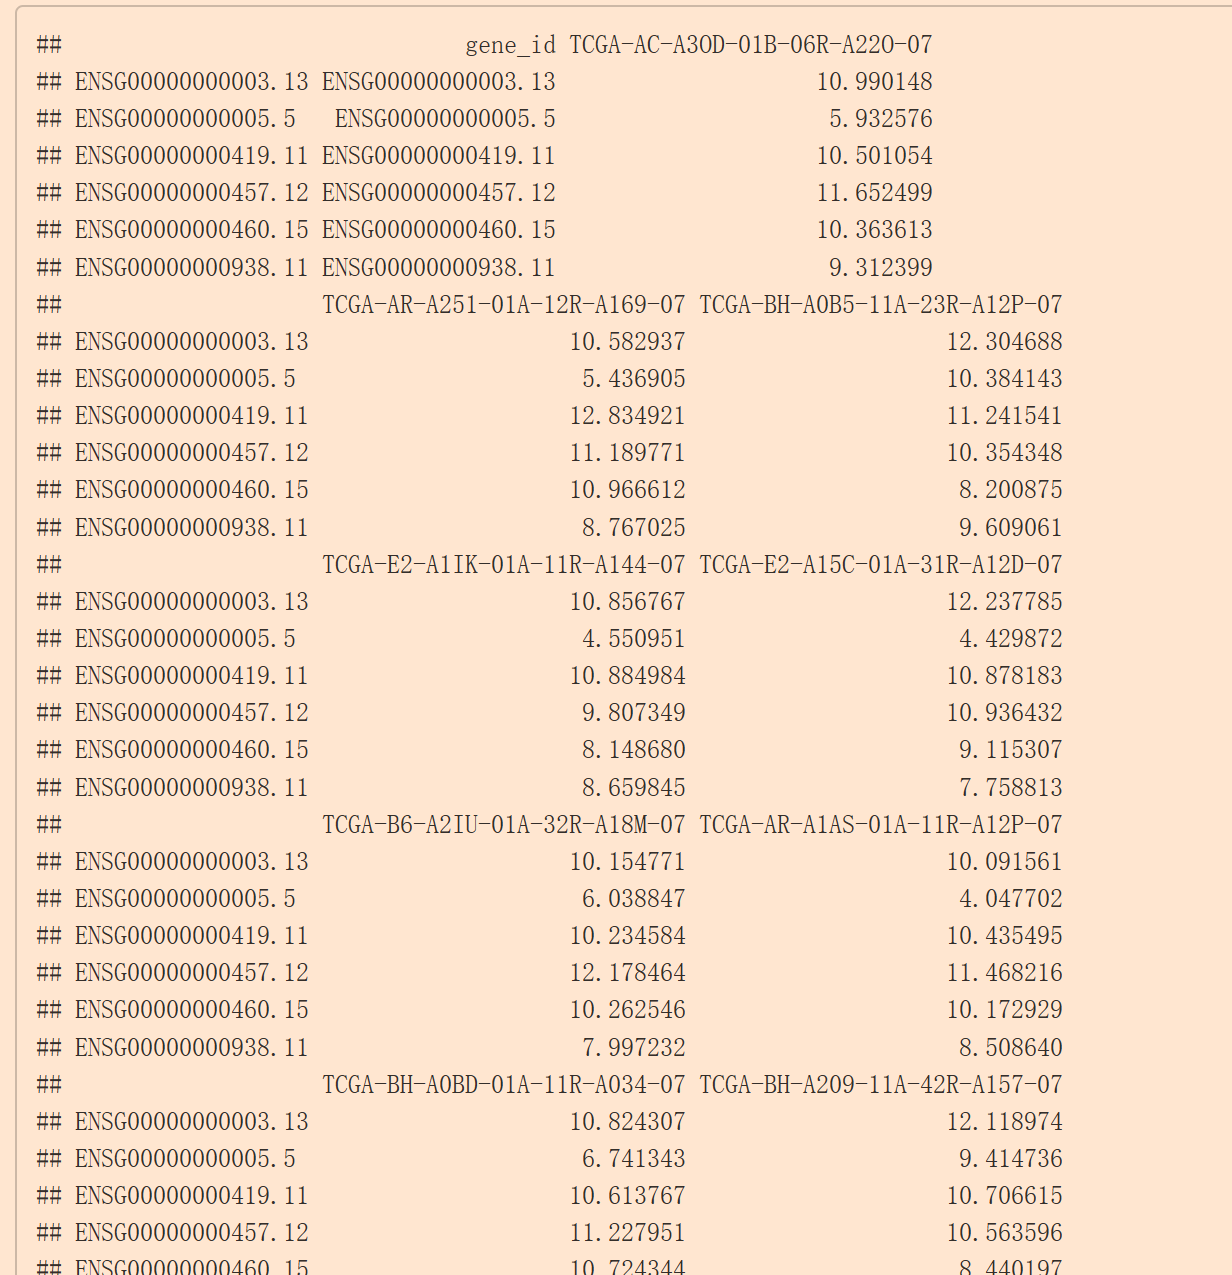 ## gene_id TCGA-AC-A3OD-01B-06R-A22O-07
## ENSG00000000003.13 ENSG00000000003.13 10.990148
## ENSG00000000005.5 ENSG00000000005.5 5.932576
## ENSG00000000419.11 ENSG00000000419.11 10.501054
## ENSG00000000457.12 ENSG00000000457.12 11.652499
## ENSG00000000460.15 ENSG00000000460.15 10.363613
## ENSG00000000938.11 ENSG00000000938.11 9.312399
## TCGA-AR-A251-01A-12R-A169-07 TCGA-BH-A0B5-11A-23R-A12P-07
## ENSG00000000003.13 10.582937 12.304688
## ENSG00000000005.5 5.436905 10.384143
## ENSG00000000419.11 12.834921 11.241541
## ENSG00000000457.12 11.189771 10.354348
## ENSG00000000460.15 10.966612 8.200875
## ENSG00000000938.11 8.767025 9.609061
## TCGA-E2-A1IK-01A-11R-A144-07 TCGA-E2-A15C-01A-31R-A12D-07
## ENSG00000000003.13 10.856767 12.237785
## ENSG00000000005.5 4.550951 4.429872
## ENSG00000000419.11 10.884984 10.878183
## ENSG00000000457.12 9.807349 10.936432
## ENSG00000000460.15 8.148680 9.115307
## ENSG00000000938.11 8.659845 7.758813
## TCGA-B6-A2IU-01A-32R-A18M-07 TCGA-AR-A1AS-01A-11R-A12P-07
## ENSG00000000003.13 10.154771 10.091561
## ENSG00000000005.5 6.038847 4.047702
## ENSG00000000419.11 10.234584 10.435495
## ENSG00000000457.12 12.178464 11.468216
## ENSG00000000460.15 10.262546 10.172929
## ENSG00000000938.11 7.997232 8.508640
## TCGA-BH-A0BD-01A-11R-A034-07 TCGA-BH-A209-11A-42R-A157-07
## ENSG00000000003.13 10.824307 12.118974
## ENSG00000000005.5 6.741343 9.414736
## ENSG00000000419.11 10.613767 10.706615
## ENSG00000000457.12 11.227951 10.563596
## ENSG00000000460.15 10.724344 8.440197